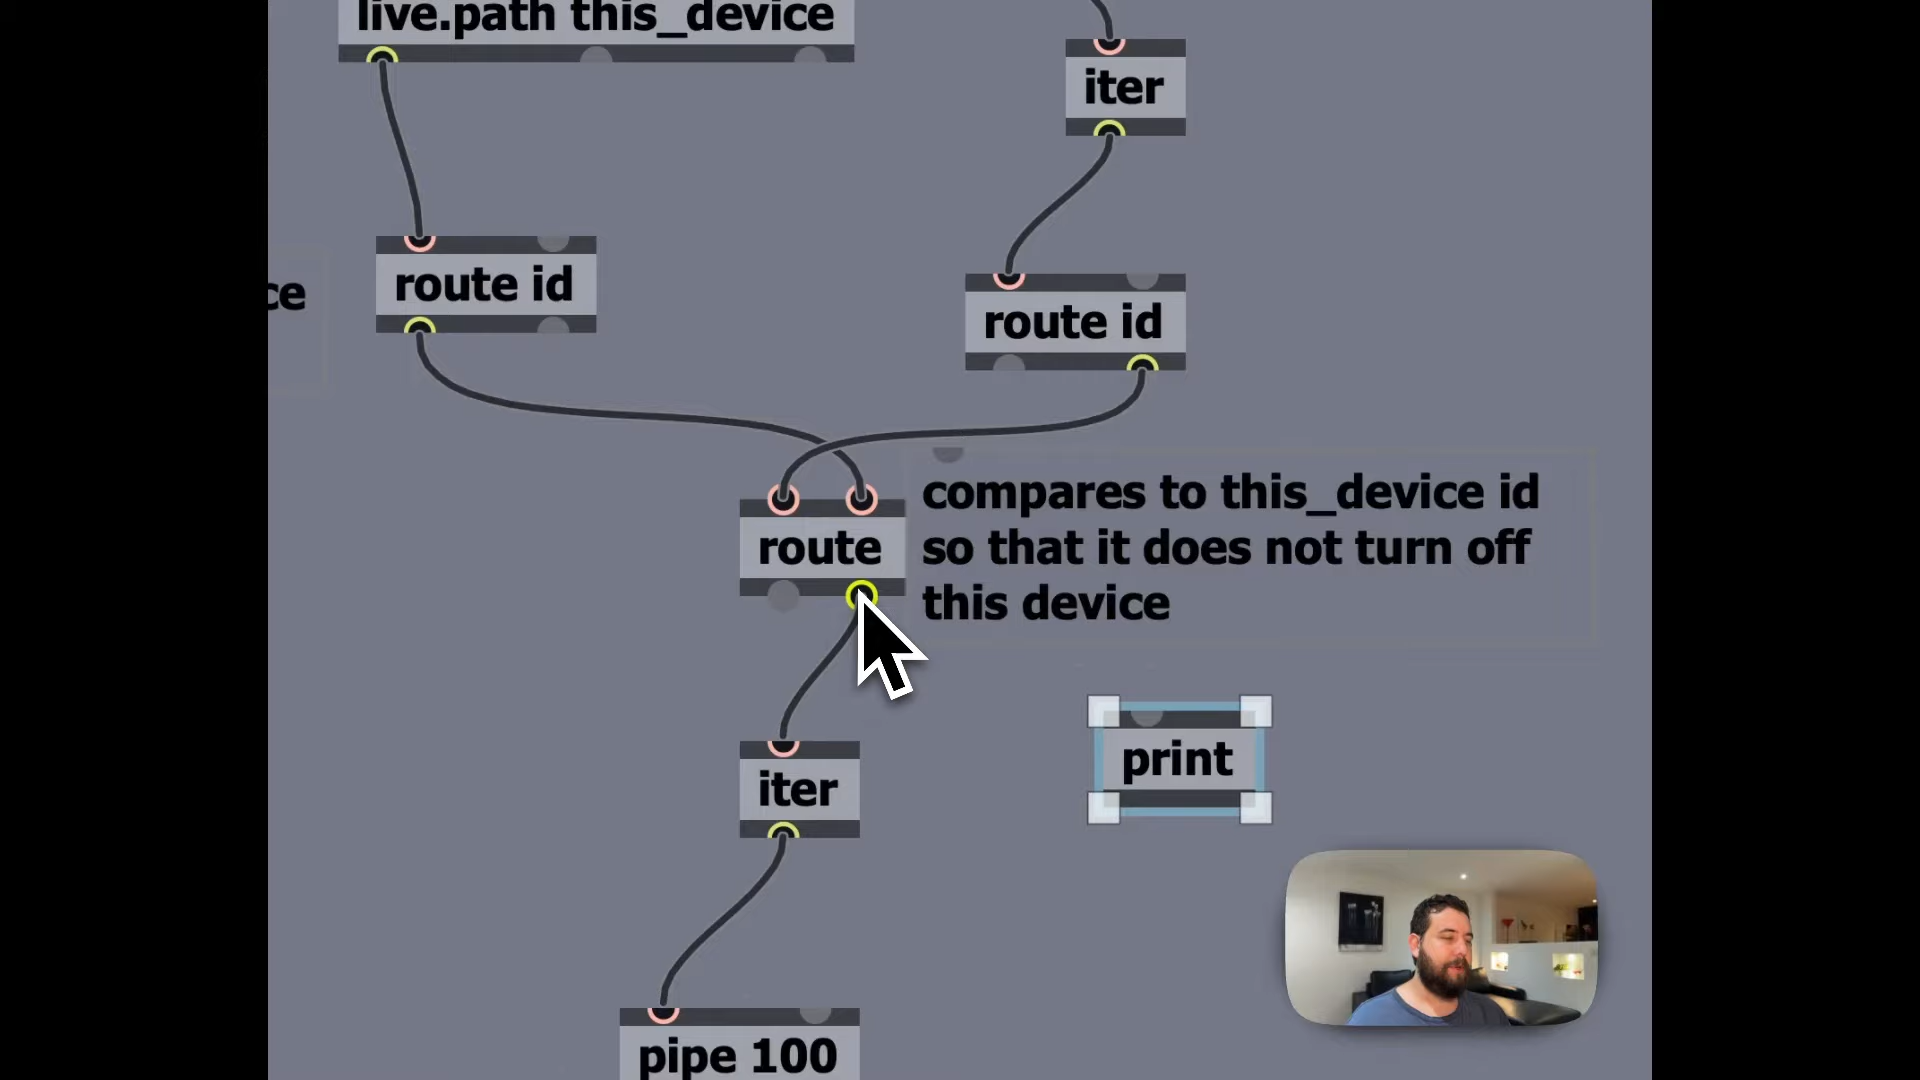 live.path this_device
iter
route id
ce
route id
compares to this_device id
so that it does not turn off
this device
route
print
iter
pipe 100